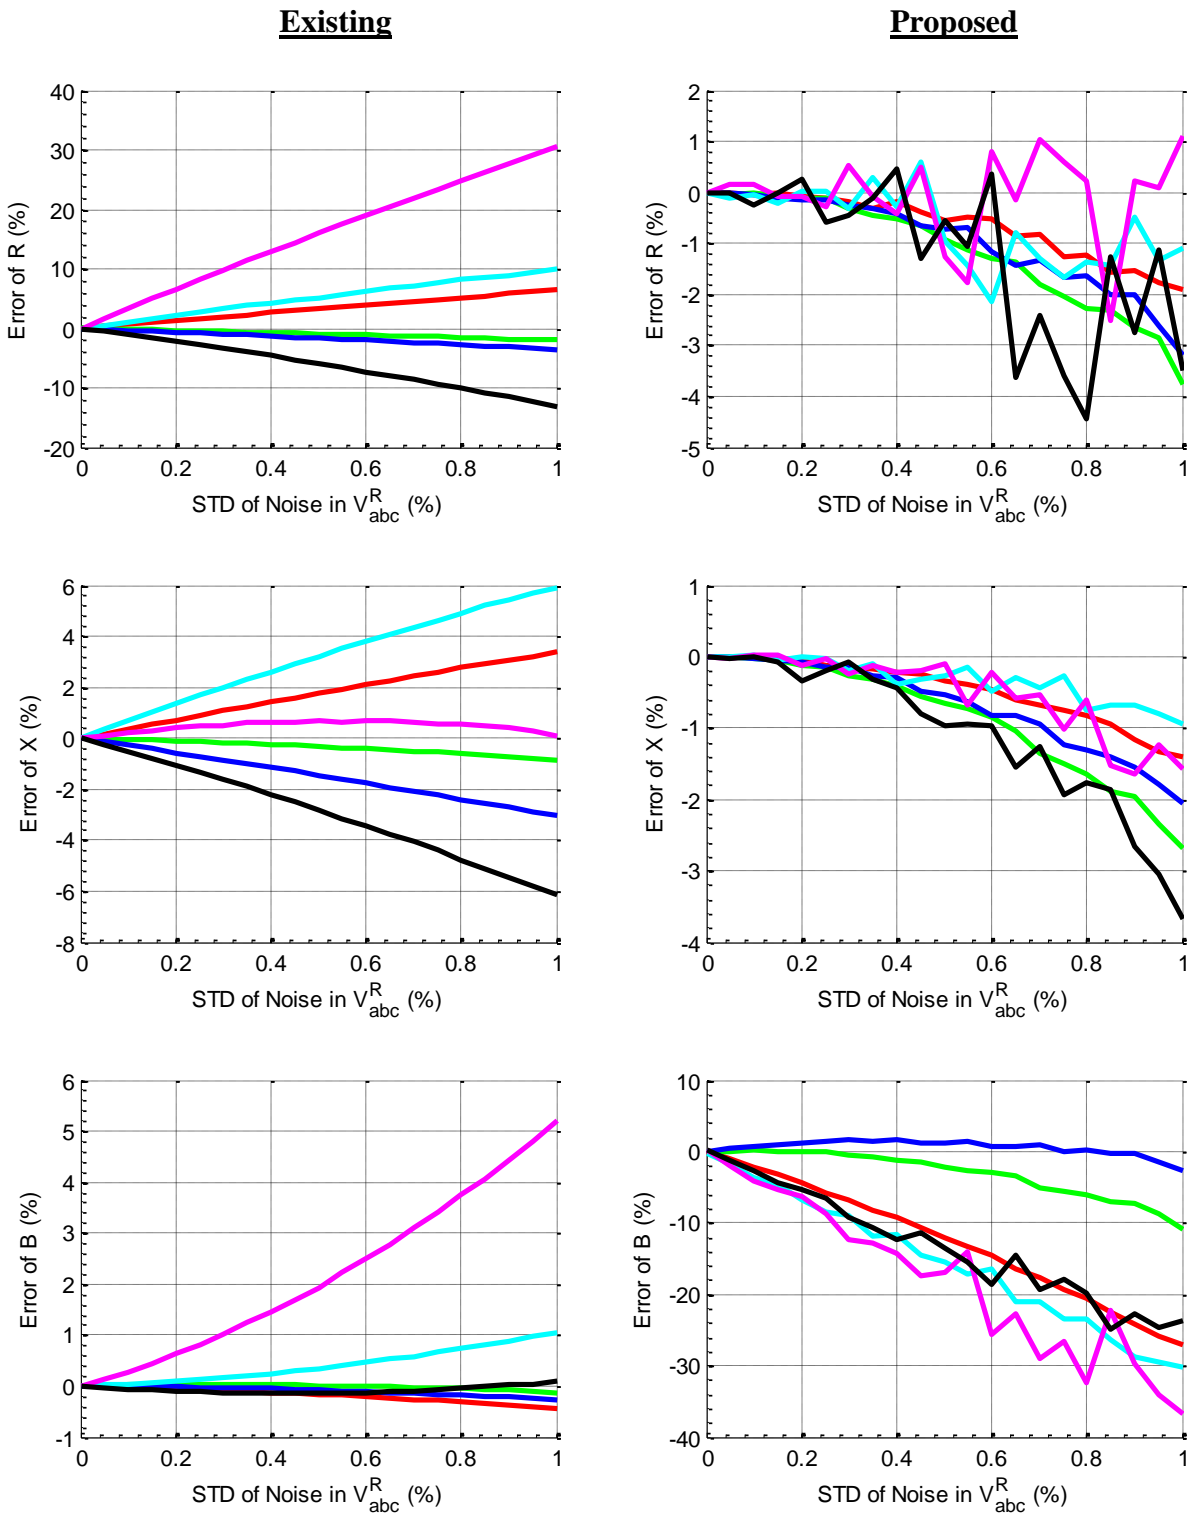 Existing
Proposed
40
30
20
10
0
-10
-20
0 0.2 0.4 0.6 0.8 1
Error of R (%)
STD of Noise in V_abc^R (%)
2
1
0
-1
-2
-3
-4
-5
0 0.2 0.4 0.6 0.8 1
Error of R (%)
STD of Noise in V_abc^R (%)
6
4
2
0
-2
-4
-6
-8
0 0.2 0.4 0.6 0.8 1
Error of X (%)
STD of Noise in V_abc^R (%)
1
0
-1
-2
-3
-4
0 0.2 0.4 0.6 0.8 1
Error of X (%)
STD of Noise in V_abc^R (%)
6
5
4
3
2
1
0
-1
0 0.2 0.4 0.6 0.8 1
Error of B (%)
STD of Noise in V_abc^R (%)
10
0
-10
-20
-30
-40
0 0.2 0.4 0.6 0.8 1
Error of B (%)
STD of Noise in V_abc^R (%)